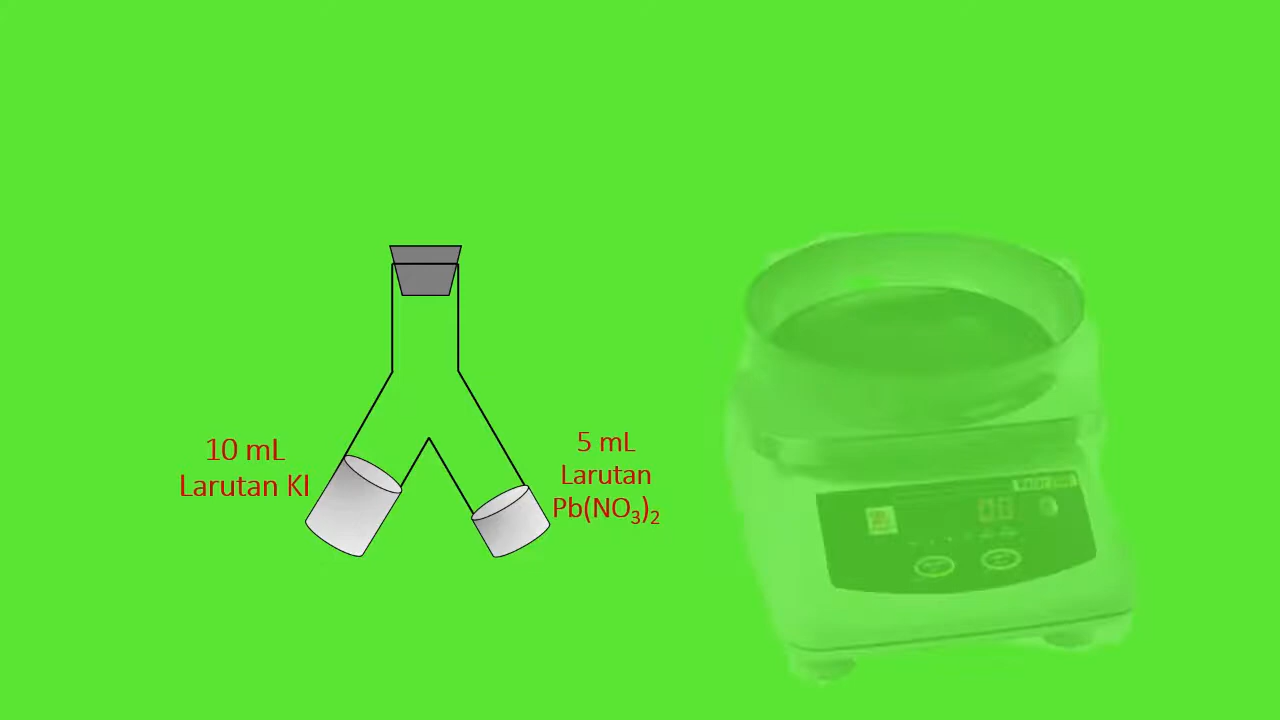 10 mL
Larutan KI
5 mL
Larutan
Pb(NO₃)₂